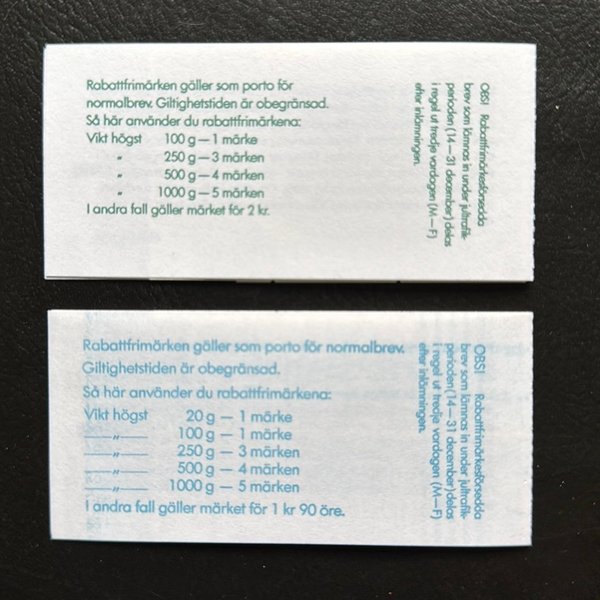 Rabattfrimärken gäller som porto för
normalbrev. Giltighetstiden är obegränsad.
Så här använder du rabattfrimärkena:
Vikt högst 100 g — 1 märke
„ 250 g — 3 märken
„ 500 g — 4 märken
„ 1000 g — 5 märken
I andra fall gäller märket för 2 kr.
OBS! Rabattfrimärkesförsedda
brev som lämnas in under jultrafik-
perioden (14—31 december) delas
i regel ut tredje vardagen (M—F)
efter inlämningen.
Rabattfrimärken gäller som porto för normalbrev.
Giltighetstiden är obegränsad.
Så här använder du rabattfrimärkena:
Vikt högst 20 g — 1 märke
—„— 100 g — 1 märke
—„— 250 g — 3 märken
—„— 500 g — 4 märken
—„— 1000 g — 5 märken
I andra fall gäller märket för 1 kr 90 öre.
OBS! Rabattfrimärkesförsedda
brev som lämnas in under jultrafik-
perioden (14—31 december) delas
i regel ut tredje vardagen (M—F)
efter inlämningen.